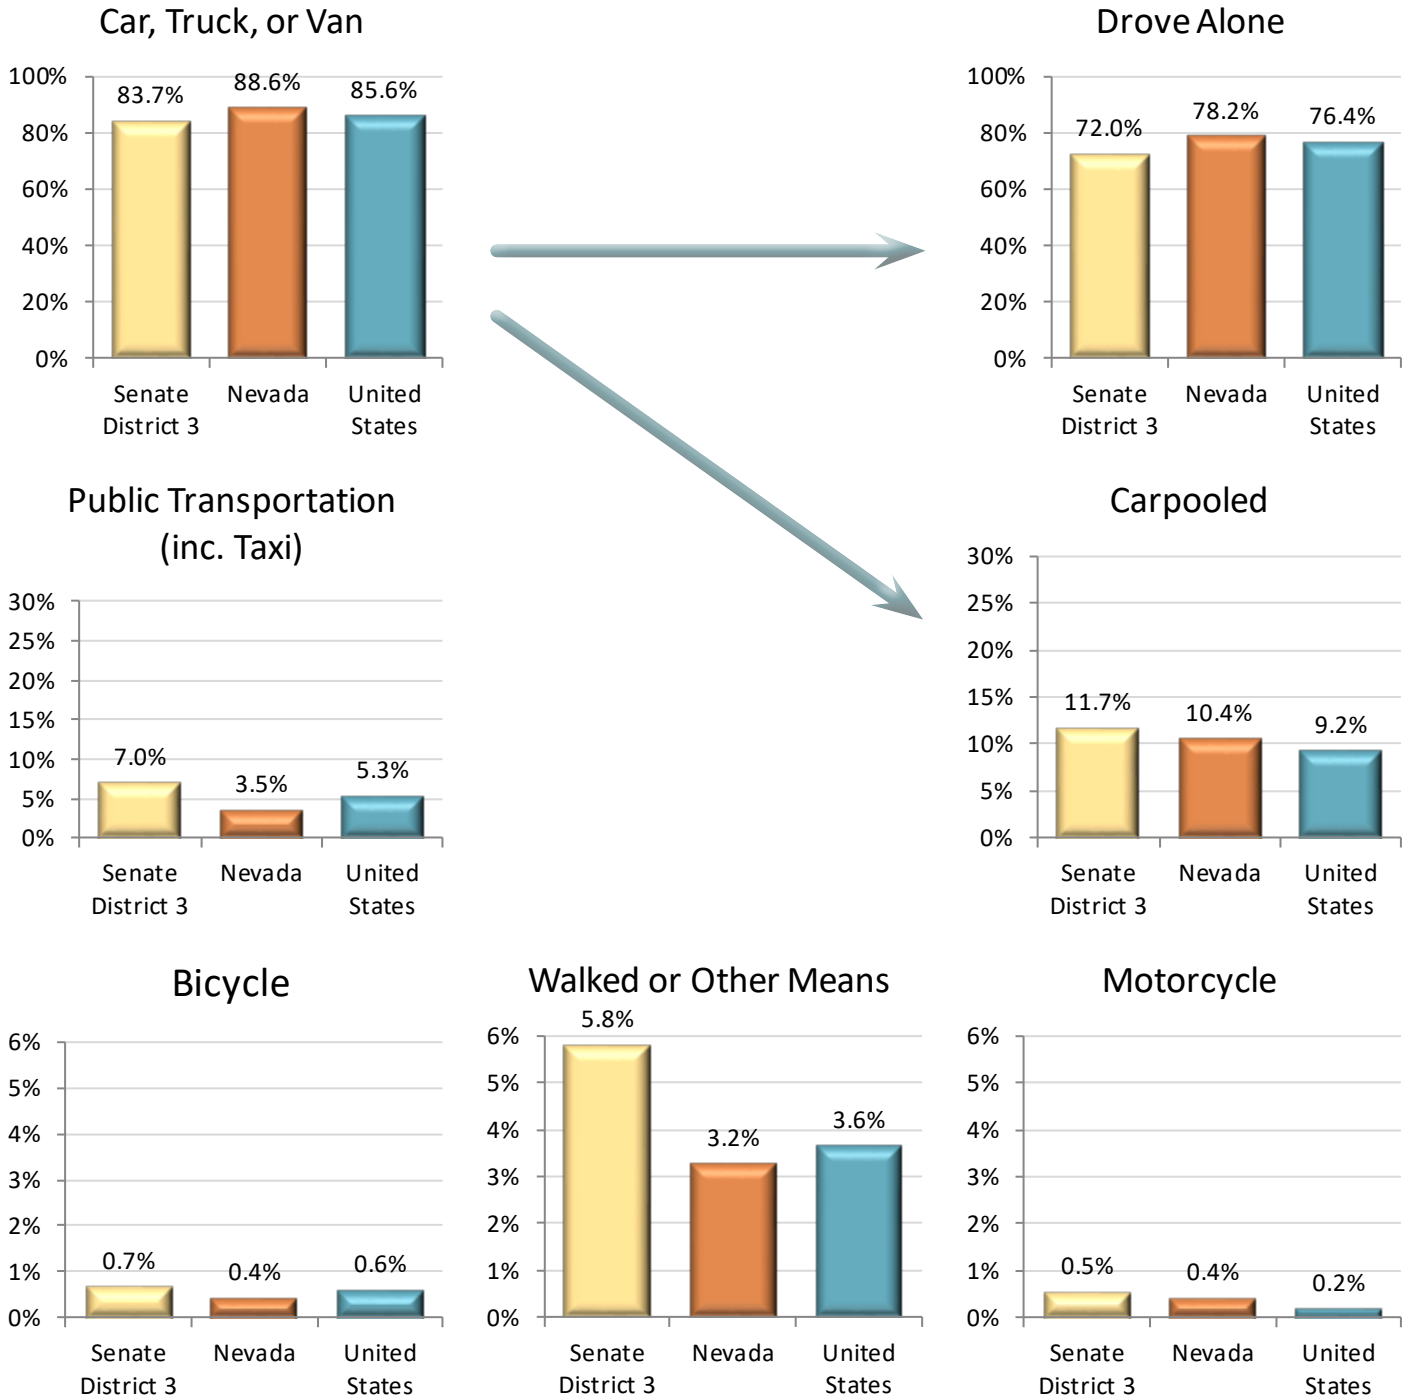 Car, Truck, or Van
100%
80%
60%
40%
20%
0%
83.7%
88.6%
85.6%
Senate
District 3
Nevada
United
States
Drove Alone
100%
80%
60%
40%
20%
0%
72.0%
78.2%
76.4%
Senate
District 3
Nevada
United
States
Public Transportation
(inc. Taxi)
30%
25%
20%
15%
10%
5%
0%
7.0%
3.5%
5.3%
Senate
District 3
Nevada
United
States
Carpooled
30%
25%
20%
15%
10%
5%
0%
11.7%
10.4%
9.2%
Senate
District 3
Nevada
United
States
Bicycle
6%
5%
4%
3%
2%
1%
0%
0.7%
0.4%
0.6%
Senate
District 3
Nevada
United
States
Walked or Other Means
6%
5%
4%
3%
2%
1%
0%
5.8%
3.2%
3.6%
Senate
District 3
Nevada
United
States
Motorcycle
6%
5%
4%
3%
2%
1%
0%
0.5%
0.4%
0.2%
Senate
District 3
Nevada
United
States